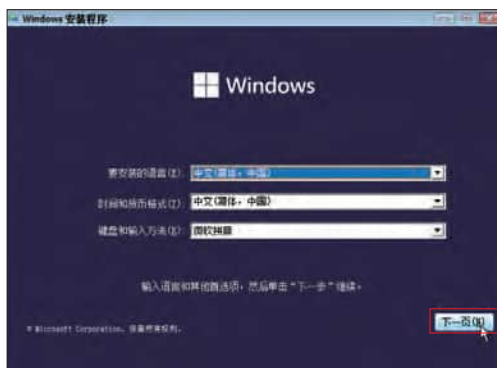 Windows 安装程序
Windows
要安装的语言(E): 中文(简体，中国)
时间和货币格式(T): 中文(简体，中国)
键盘和输入方法(K): 微软拼音
输入语言和其他首选项，然后单击“下一步”继续。
© Microsoft Corporation。保留所有权利。
下一页(N)